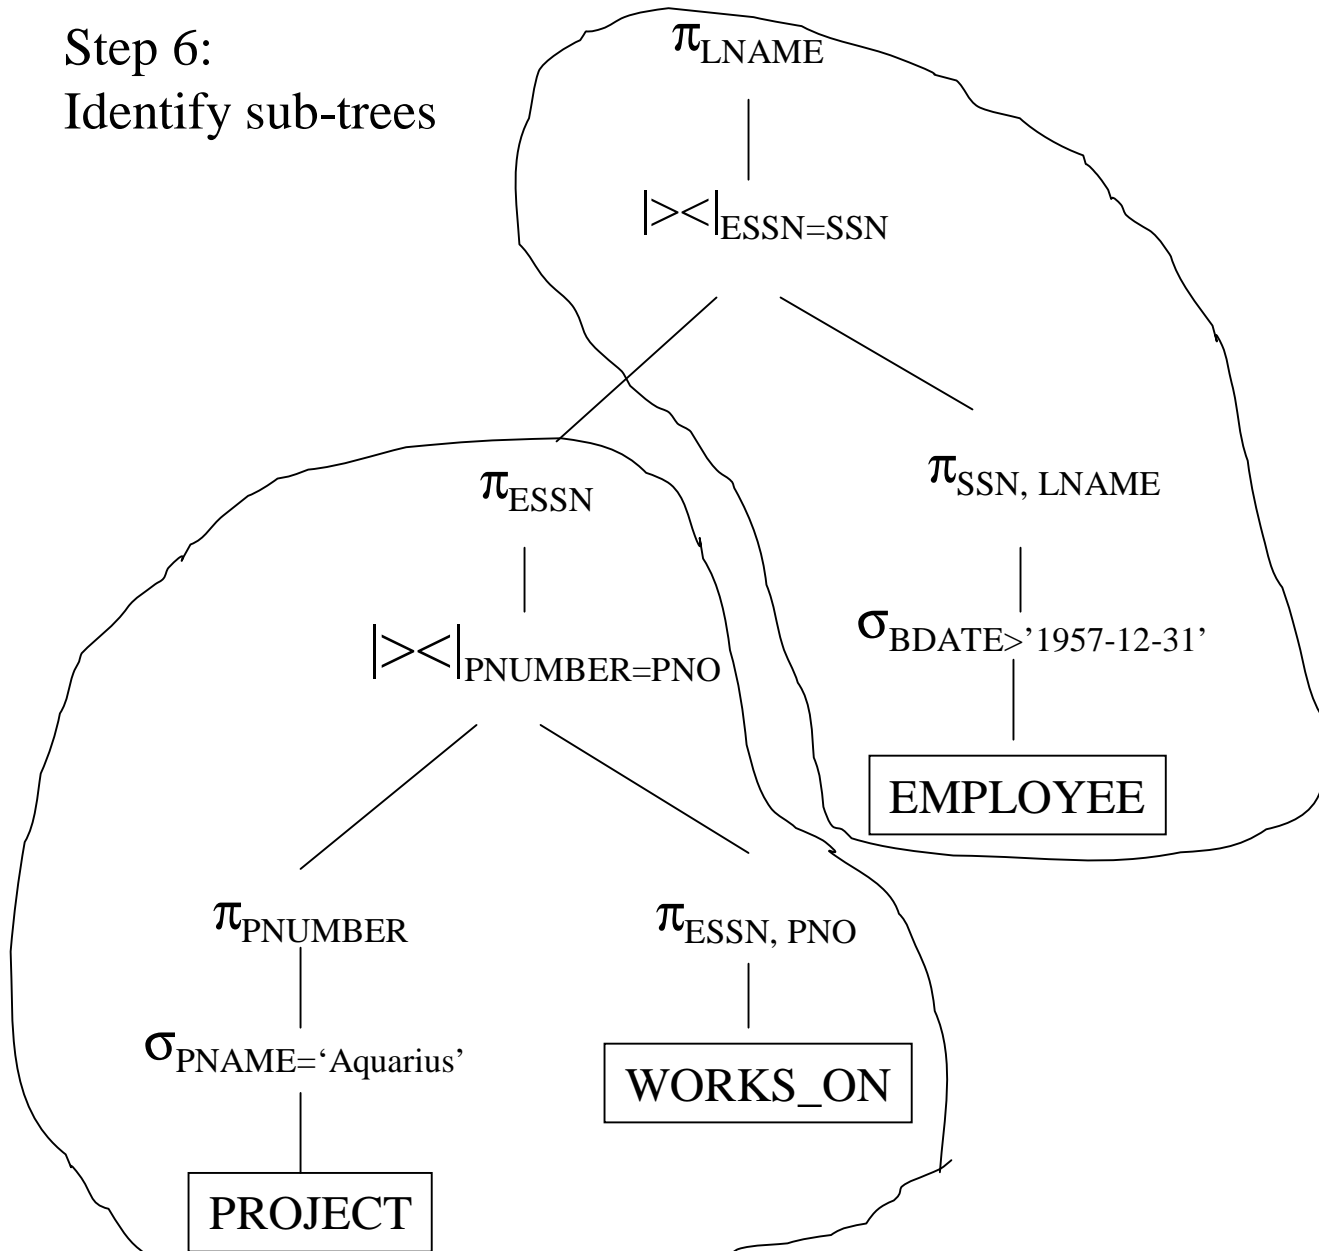 Step 6:
Identify sub-trees
πLNAME
|><|ESSN=SSN
πESSN
πSSN, LNAME
|><|PNUMBER=PNO
σBDATE>’1957-12-31’
EMPLOYEE
πPNUMBER
πESSN, PNO
σPNAME=‘Aquarius’
WORKS_ON
PROJECT